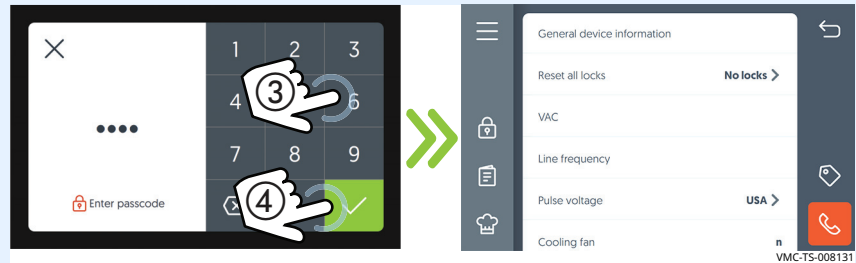 1 2 3
4 ③ 6
7 8 9
④
Enter passcode
General device information
Reset all locks No locks
VAC
Line frequency
Pulse voltage USA
Cooling fan n
VMC-TS-008131